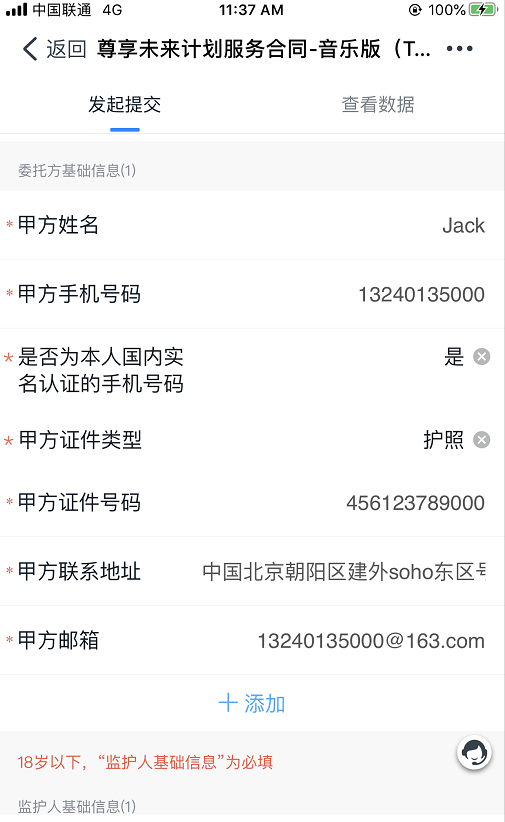 中国联通 4G 11:37 AM 100%
返回 尊享未来计划服务合同-音乐版（T...
发起提交 查看数据
委托方基础信息(1)
*甲方姓名 Jack
*甲方手机号码 13240135000
*是否为本人国内实 是
名认证的手机号码
*甲方证件类型 护照
*甲方证件号码 456123789000
*甲方联系地址 中国北京朝阳区建外soho东区号
*甲方邮箱 13240135000@163.com
+ 添加
18岁以下，“监护人基础信息”为必填
监护人基础信息(1)